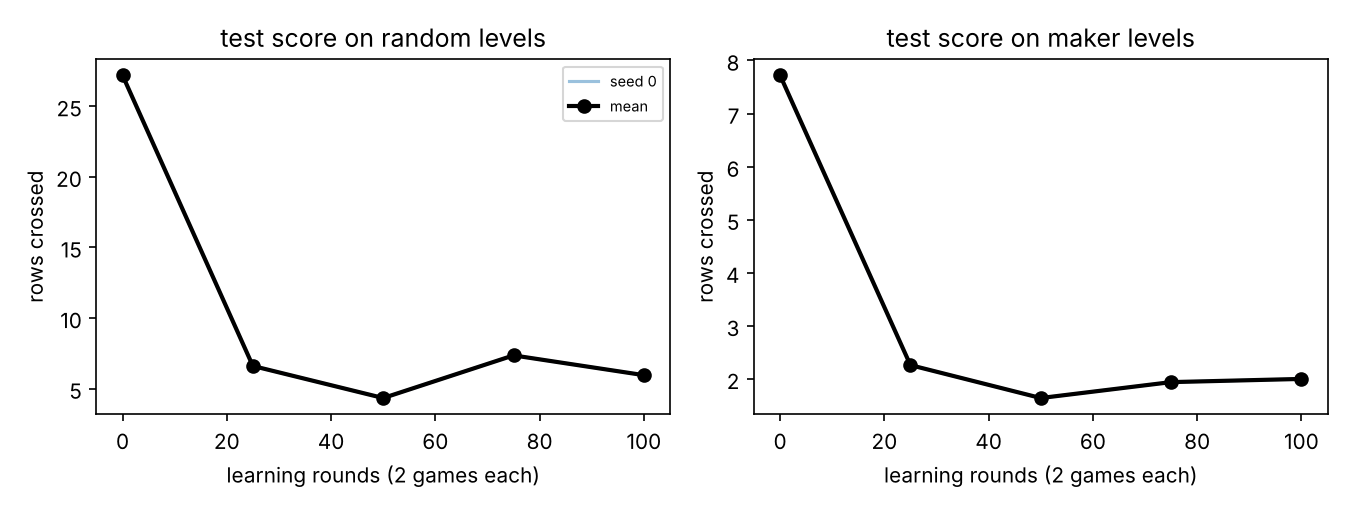 test score on random levels
rows crossed
25
20
15
10
5
seed 0
mean
0 20 40 60 80 100
learning rounds (2 games each)
test score on maker levels
rows crossed
8
7
6
5
4
3
2
0 20 40 60 80 100
learning rounds (2 games each)